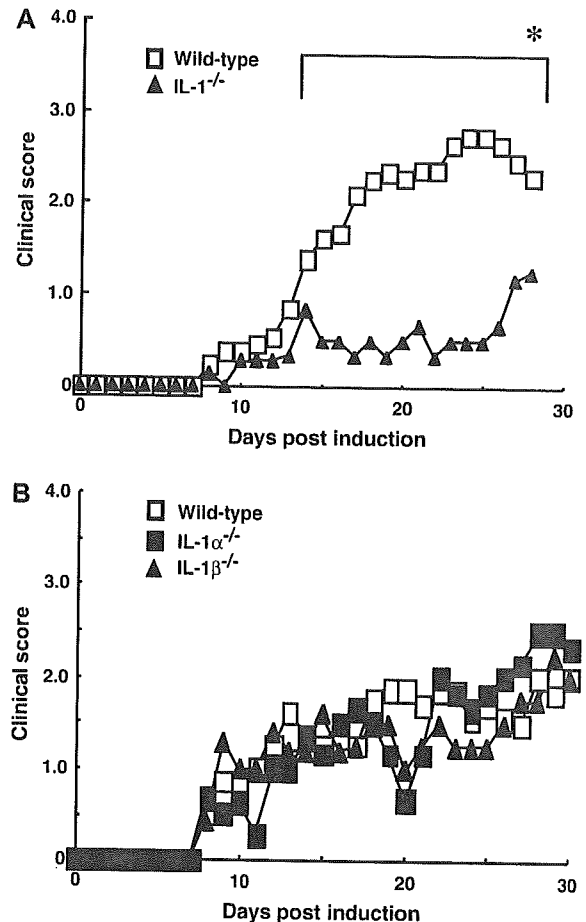 A
4.0
*
Wild-type
IL-1-/-
3.0
Clinical score
2.0
1.0
0
0
10
20
30
Days post induction
B
4.0
Wild-type
IL-1α-/-
IL-1β-/-
3.0
Clinical score
2.0
1.0
0
0
10
20
30
Days post induction